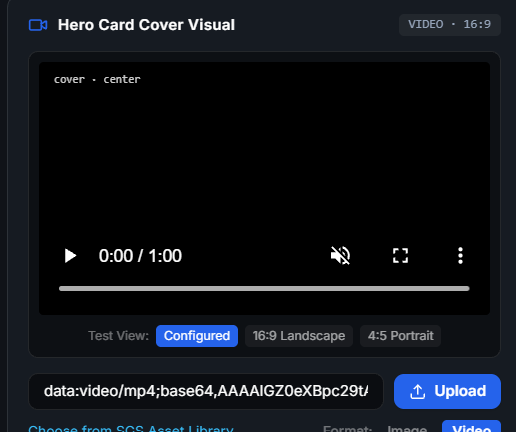 Hero Card Cover Visual
VIDEO · 16:9
cover · center
0:00 / 1:00
Test View: Configured 16:9 Landscape 4:5 Portrait
data:video/mp4;base64,AAAAIGZ0eXBpc29tA
Upload
Choose from SCS Asset Library
Format: Image Video